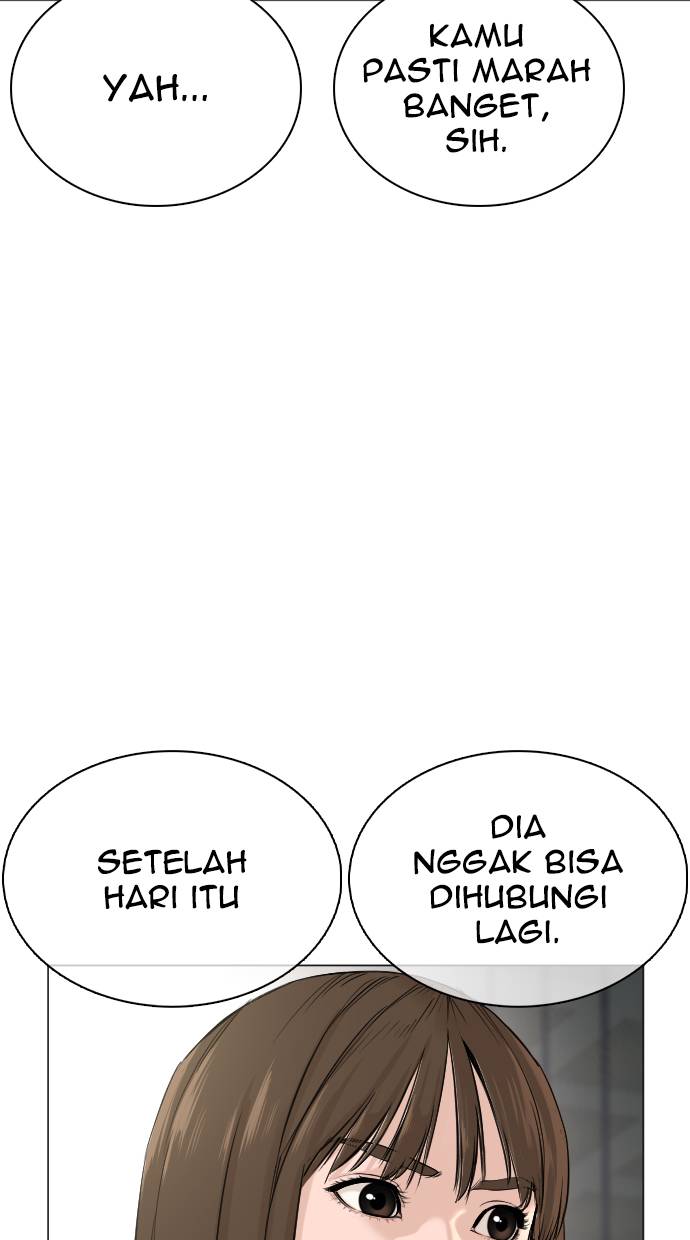 YAH...
KAMU
PASTI MARAH
BANGET,
SIH.
SETELAH
HARI ITU
DIA
NGGAK BISA
DIHUBUNGI
LAGI.